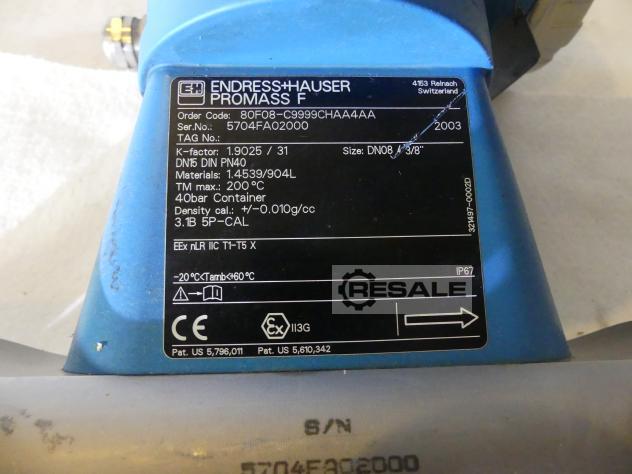 EH ENDRESS+HAUSER
PROMASS F
4153 Reinach
Switzerland
Order Code: 80F08-C9999CHAA4AA
Ser.No.: 5704FA02000 2003
TAG No.:
K-factor: 1.9025 / 31 Size: DN08 / 3/8"
DN15 DIN PN40
Materials: 1.4539/904L
TM max.: 200°C
40bar Container
Density cal.: +/-0.010g/cc
3.1B 5P-CAL
321497-0002D
EEx nLR IIC T1-T5 X
-20°C<Tamb<+60°C IP67
RESALE
CE Ex II3G
Pat. US 5,796,011 Pat. US 5,610,342
S/N
5704FA02000